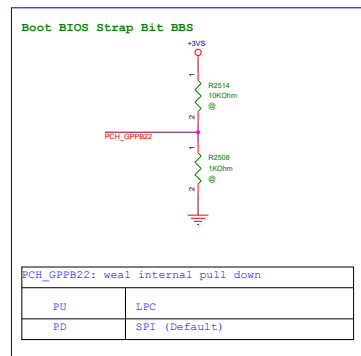 Boot BIOS Strap Bit BBS
+3VS
1
R2514
10KOhm
@
2
PCH_GPPB22
1
R2508
1KOhm
@
2
PCH_GPPB22: weal internal pull down
PU LPC
PD SPI (Default)